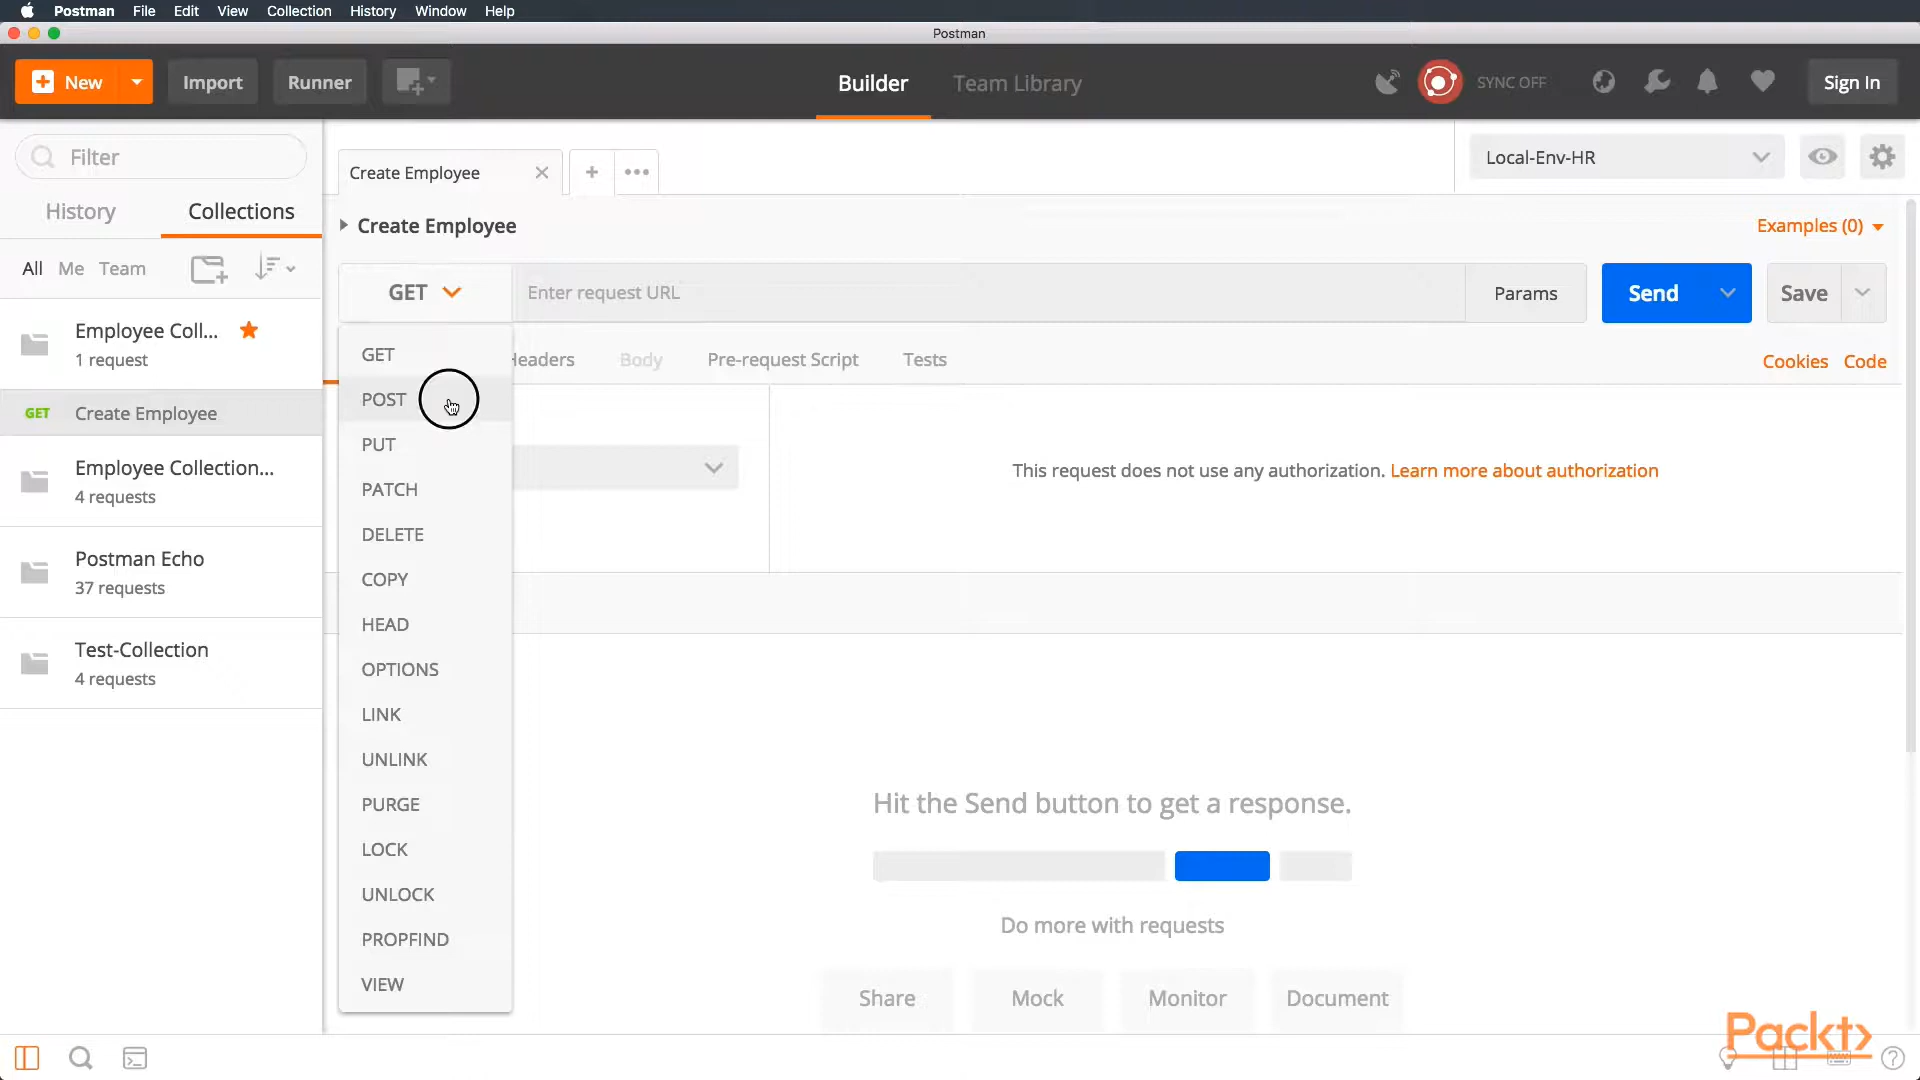 Postman File Edit View Collection History Window Help
Postman
New Import Runner Builder Team Library SYNC OFF Sign In
Filter
Create Employee
Local-Env-HR
History Collections
Create Employee
Examples (0)
All Me Team
GET Enter request URL Params Send Save
Employee Coll...
1 request
GET
Headers Body Pre-request Script Tests
Cookies Code
POST
GET Create Employee
PUT
Employee Collection...
4 requests
This request does not use any authorization. Learn more about authorization
PATCH
DELETE
Postman Echo
37 requests
COPY
HEAD
Test-Collection
4 requests
OPTIONS
LINK
UNLINK
PURGE
Hit the Send button to get a response.
LOCK
UNLOCK
Do more with requests
PROPFIND
VIEW
Share Mock Monitor Document
Packt>